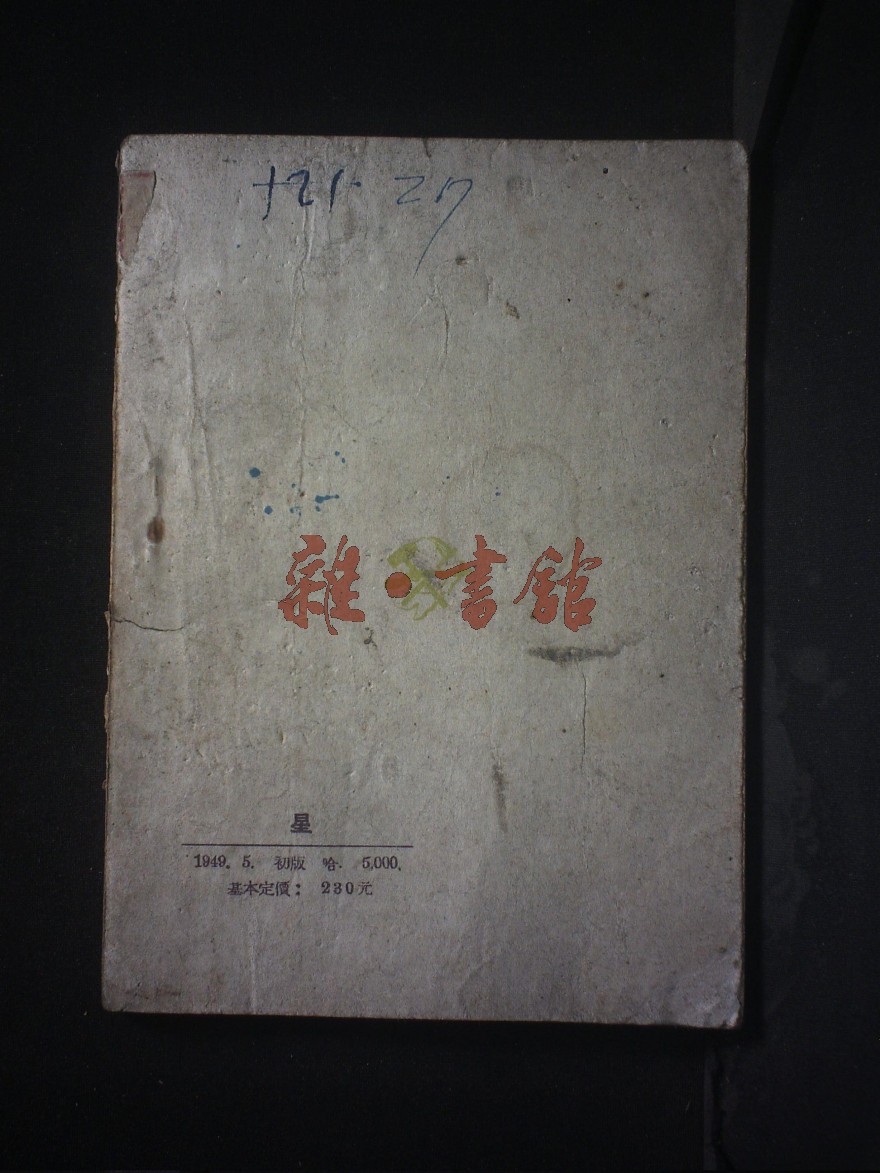 雜·書館
星
1949. 5. 初版 哈. 5,000.
基本定價: 230元